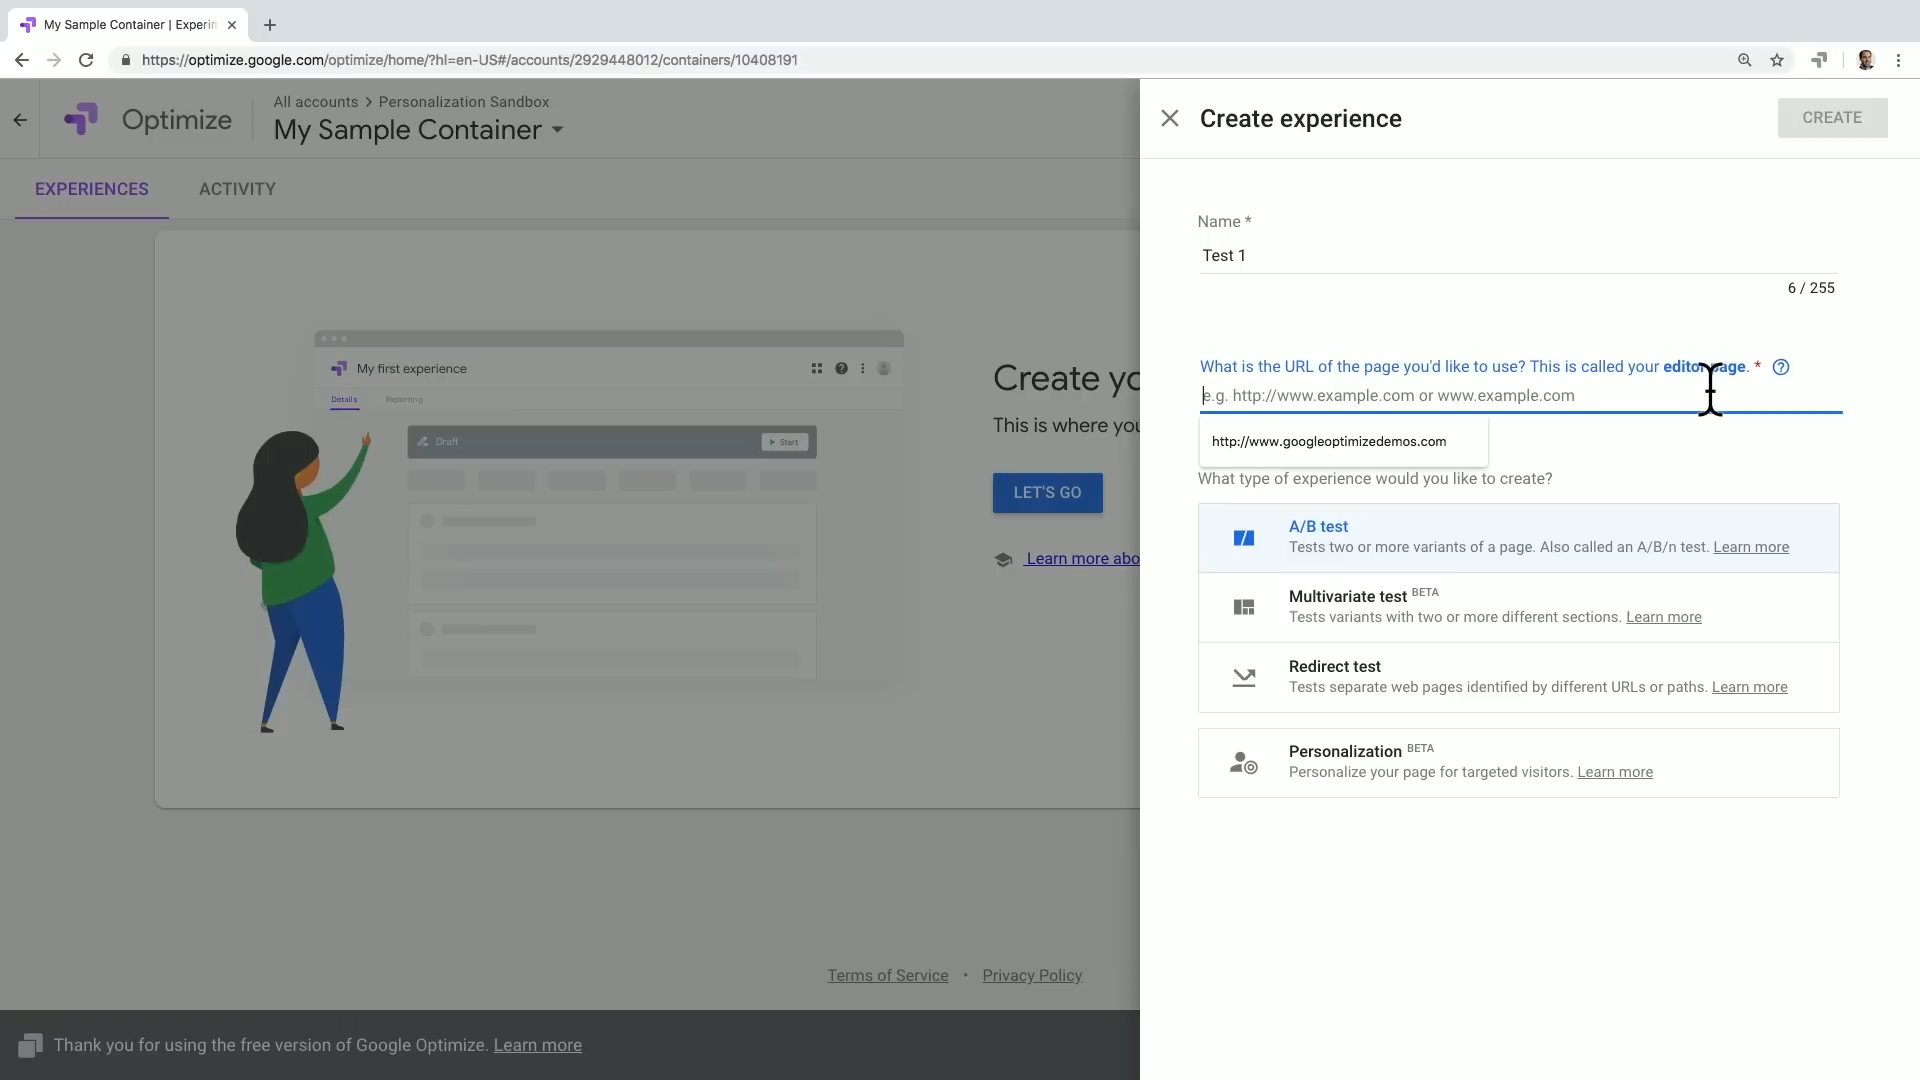 My Sample Container | Experim
https://optimize.google.com/optimize/home/?hl=en-US#/accounts/2929448012/containers/10408191
Optimize
All accounts > Personalization Sandbox
My Sample Container
EXPERIENCES
ACTIVITY
My first experience
Details
Reporting
Draft
Start
Create yo
This is where you
LET'S GO
Learn more abo
Terms of Service • Privacy Policy
Thank you for using the free version of Google Optimize. Learn more
Create experience
CREATE
Name *
Test 1
6 / 255
What is the URL of the page you'd like to use? This is called your editor page. *
e.g. http://www.example.com or www.example.com
http://www.googleoptimizedemos.com
What type of experience would you like to create?
A/B test
Tests two or more variants of a page. Also called an A/B/n test. Learn more
Multivariate test BETA
Tests variants with two or more different sections. Learn more
Redirect test
Tests separate web pages identified by different URLs or paths. Learn more
Personalization BETA
Personalize your page for targeted visitors. Learn more